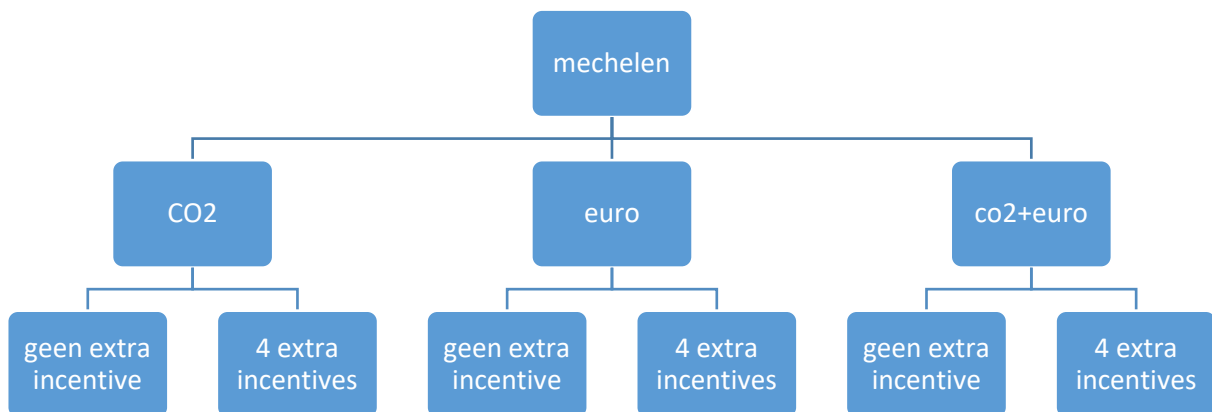 mechelen
CO2
euro
co2+euro
geen extra
incentive
4 extra
incentives
geen extra
incentive
4 extra
incentives
geen extra
incentive
4 extra
incentives